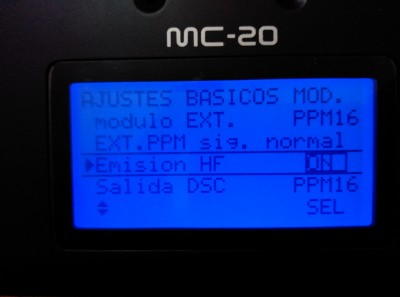 MC-20
AJUSTES BASICOS MOD.
modulo EXT. PPM16
EXT.PPM sig. normal
Emision HF ON
Salida DSC PPM16
SEL